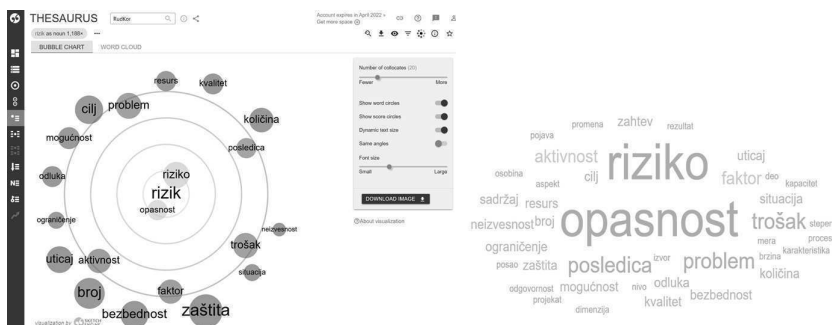 THESAURUS
RudKor
Account expires in April 2022
Get more space
rizik as noun 1,188×
BUBBLE CHART
WORD CLOUD
resurs
kvalitet
cilj
problem
količina
mogućnost
posledica
odluka
riziko
rizik
opasnost
ograničenje
neizvesnost
uticaj
aktivnost
trošak
situacija
broj
faktor
bezbednost
zaštita
visualization by
Number of collocates (20)
Fewer
More
Show word circles
Show score circles
Dynamic text size
Same angles
Font size
Small
Large
DOWNLOAD IMAGE
About visualization
promena
zahtev
rezultat
pojava
aktivnost
riziko
uticaj
osobina
aspekt
cilj
faktor
deo
kapacitet
sadržaj
resurs
situacija
neizvesnost
broj
opasnost
trošak
steper
ograničenje
mera
proces
karakteristika
posao
zaštita
posledica
izvor
problem
brzina
količina
odgovornost
mogućnost
nivo
odluka
projekat
kvalitet
bezbednost
dimenzija